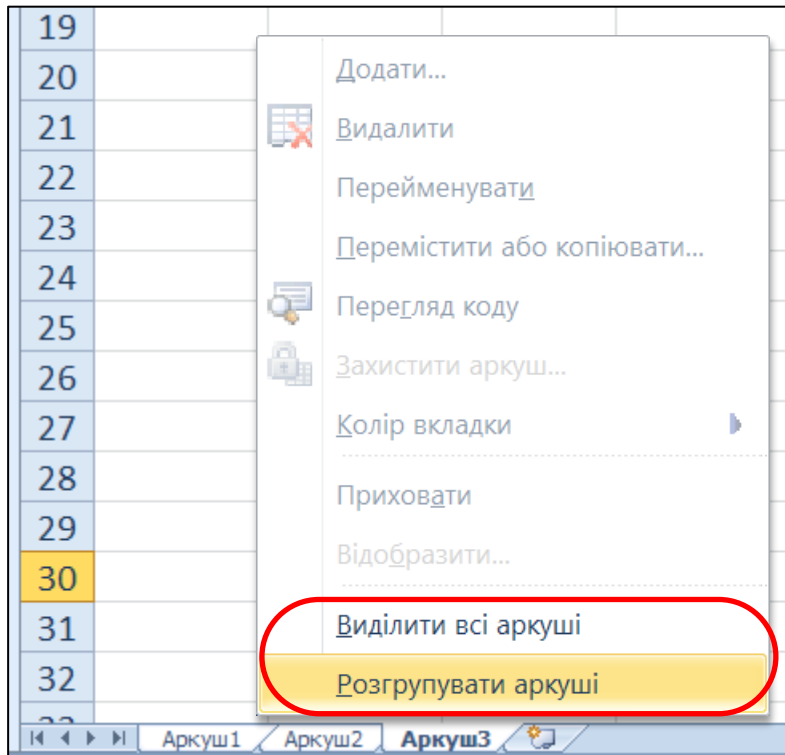 19
20
21
22
23
24
25
26
27
28
29
30
31
32
33
Додати...
Видалити
Перейменувати
Перемістити або копіювати...
Перегляд коду
Захистити аркуш...
Колір вкладки
Приховати
Відобразити...
Виділити всі аркуші
Розгрупувати аркуші
Аркуш1 Аркуш2 Аркуш3